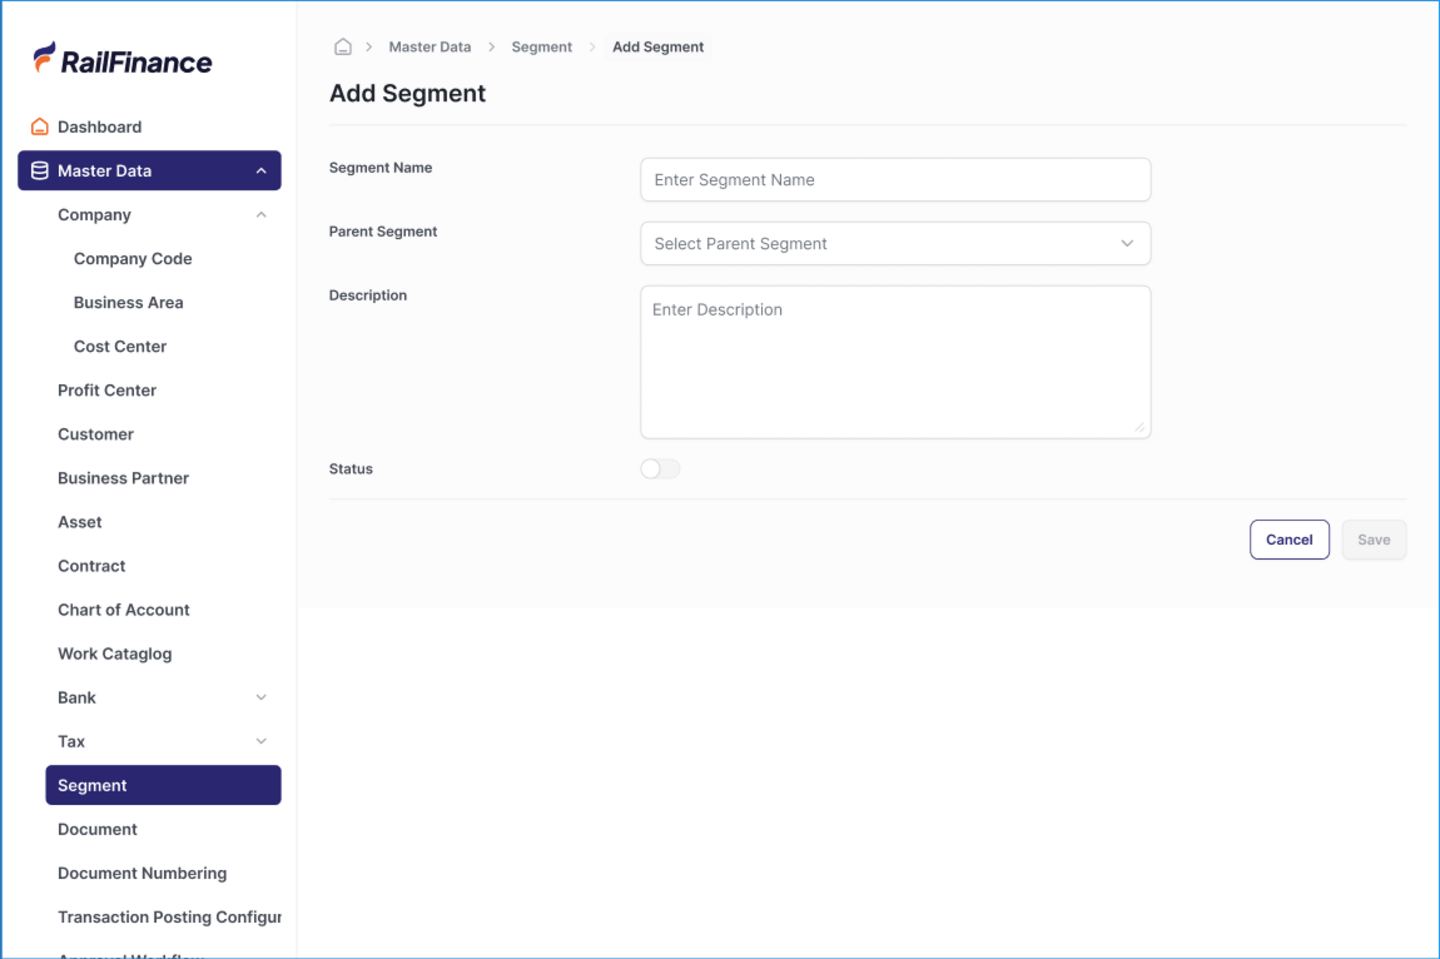 RailFinance
Dashboard
Master Data
Company
Company Code
Business Area
Cost Center
Profit Center
Customer
Business Partner
Asset
Contract
Chart of Account
Work Cataglog
Bank
Tax
Segment
Document
Document Numbering
Transaction Posting Configur
Approval Workflow
Master Data
Segment
Add Segment
Add Segment
Segment Name
Enter Segment Name
Parent Segment
Select Parent Segment
Description
Enter Description
Status
Cancel
Save